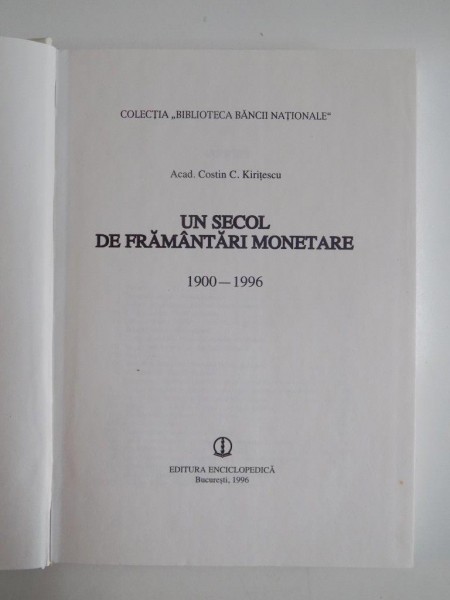 COLECȚIA „BIBLIOTECA BĂNCII NAȚIONALE“
Acad. Costin C. Kirițescu
UN SECOL
DE FRĂMÂNTĂRI MONETARE
1900—1996
EDITURA ENCICLOPEDICĂ
București, 1996